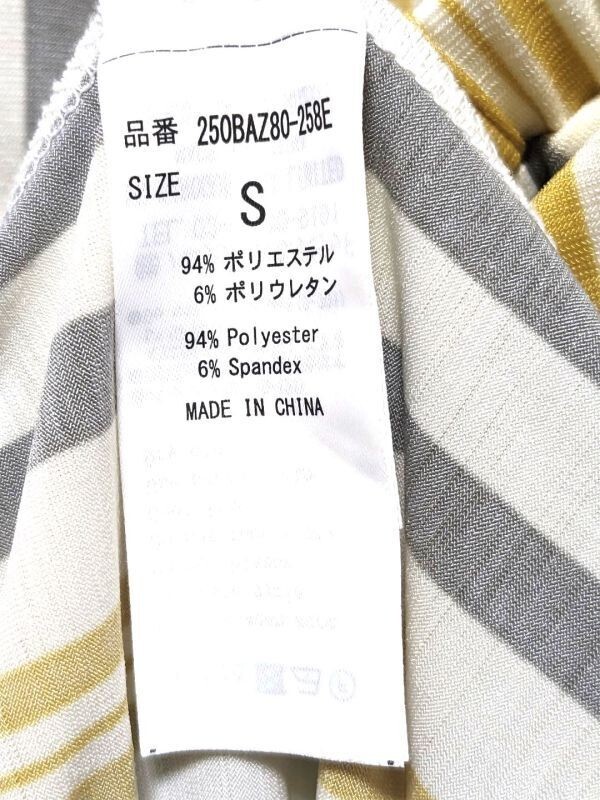 品番 250BAZ80-258E
SIZE S
94% ポリエステル
6% ポリウレタン
94% Polyester
6% Spandex
MADE IN CHINA